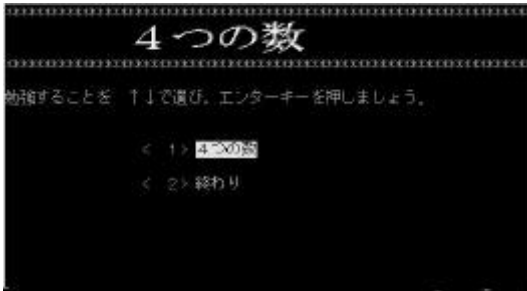 4つの数
勉強することを ↑↓で選び。エンターキーを押しましょう。
< 1> 4つの数
< 2> 終わり